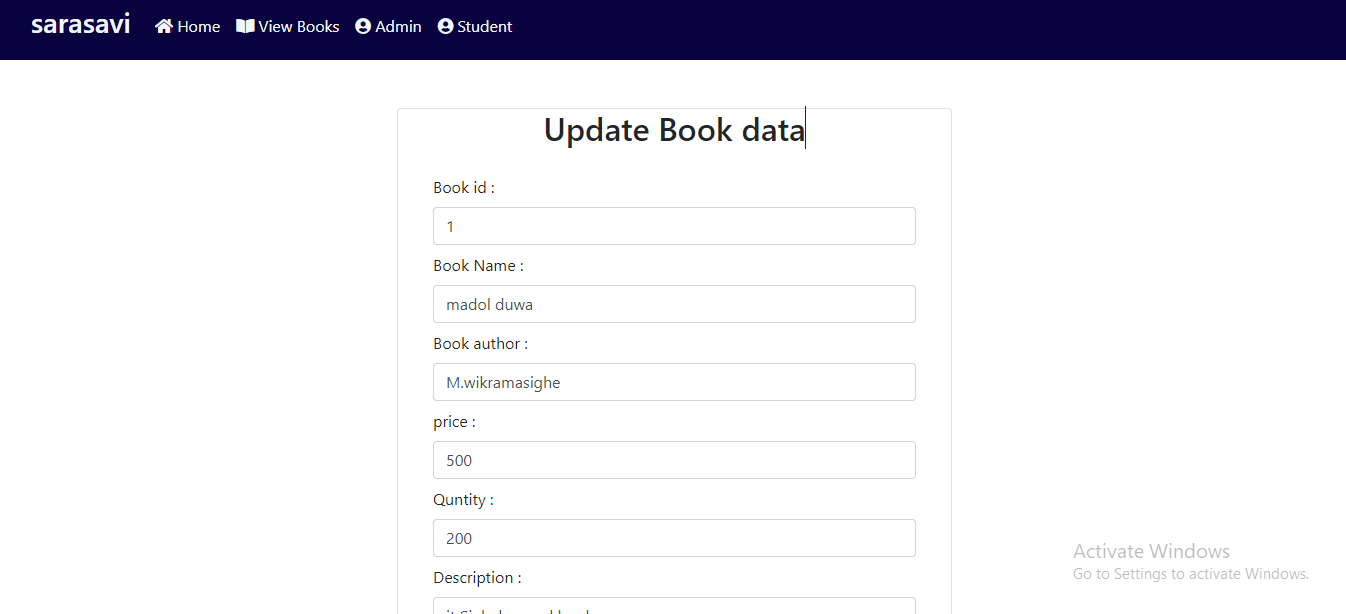 sarasavi Home View Books Admin Student
Update Book data
Book id :
1
Book Name :
madol duwa
Book author :
M.wikramasighe
price :
500
Quntity :
200
Description :
Activate Windows
Go to Settings to activate Windows.